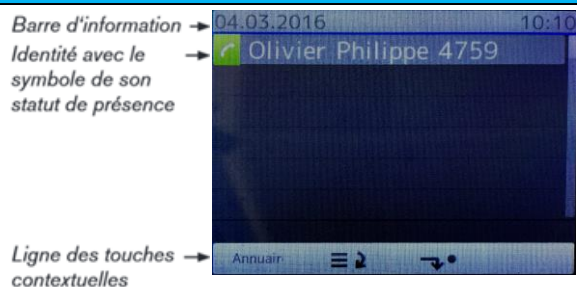 Barre d'information
04.03.2016 10:10
Identité avec le
symbole de son
statut de présence
Olivier Philippe 4759
Ligne des touches
contextuelles
Annuair